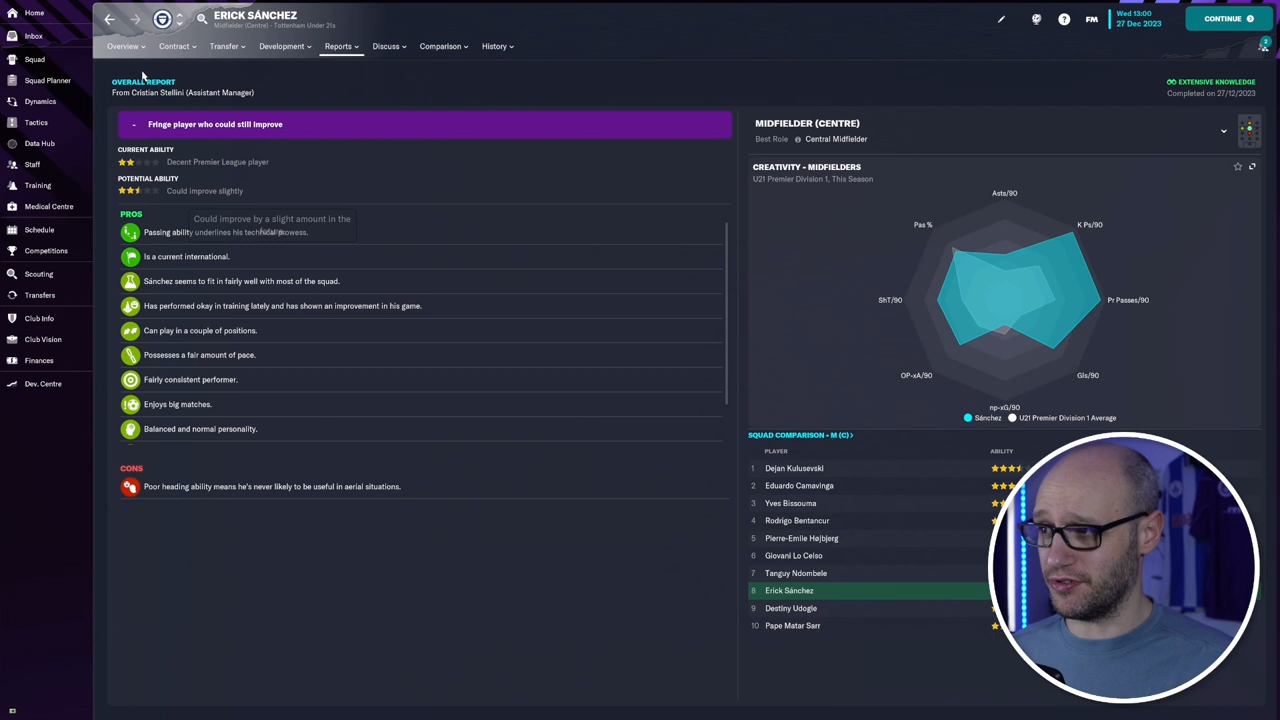 Home
Inbox
Squad
Squad Planner
Dynamics
Tactics
Data Hub
Staff
Training
Medical Centre
Schedule
Competitions
Scouting
Transfers
Club Info
Club Vision
Finances
Dev. Centre
ERICK SÁNCHEZ
Midfielder (Centre) - Tottenham Under 21s
FM
Wed 13:00
27 Dec 2023
CONTINUE
Overview
Contract
Transfer
Development
Reports
Discuss
Comparison
History
2
OVERALL REPORT
From Cristian Stellini (Assistant Manager)
EXTENSIVE KNOWLEDGE
Completed on 27/12/2023
- Fringe player who could still improve
CURRENT ABILITY
Decent Premier League player
POTENTIAL ABILITY
Could improve slightly
Could improve by a slight amount in the
future.
PROS
Passing ability underlines his technical prowess.
Is a current international.
Sánchez seems to fit in fairly well with most of the squad.
Has performed okay in training lately and has shown an improvement in his game.
Can play in a couple of positions.
Possesses a fair amount of pace.
Fairly consistent performer.
Enjoys big matches.
Balanced and normal personality.
CONS
Poor heading ability means he's never likely to be useful in aerial situations.
MIDFIELDER (CENTRE)
Best Role Central Midfielder
CREATIVITY - MIDFIELDERS
U21 Premier Division 1, This Season
Asts/90
Pas %
K Ps/90
ShT/90
Pr Passes/90
OP-xA/90
Gls/90
np-xG/90
Sánchez
U21 Premier Division 1 Average
SQUAD COMPARISON - M (C)
PLAYER ABILITY
1 Dejan Kulusevski
2 Eduardo Camavinga
3 Yves Bissouma
4 Rodrigo Bentancur
5 Pierre-Emile Højbjerg
6 Giovani Lo Celso
7 Tanguy Ndombele
8 Erick Sánchez
9 Destiny Udogie
10 Pape Matar Sarr